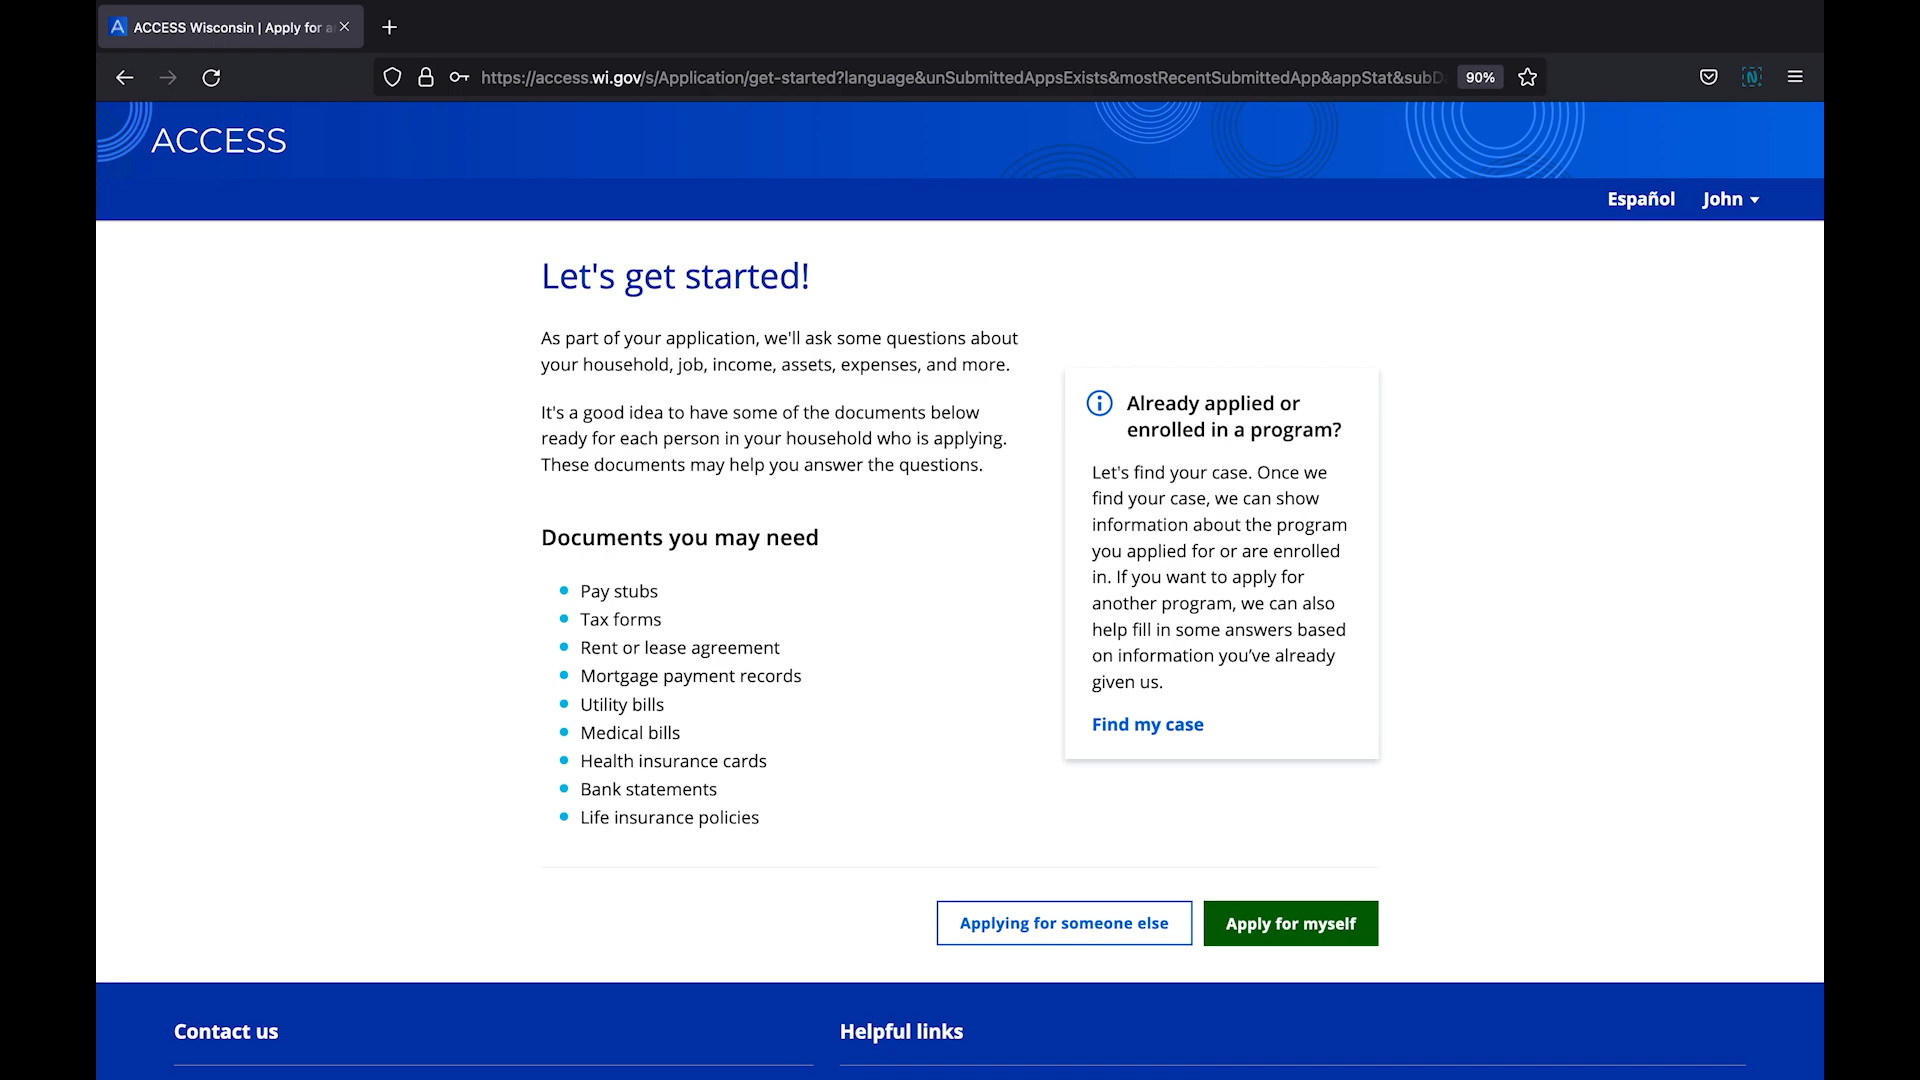 ACCESS Wisconsin | Apply for a
https://access.wi.gov/s/Application/get-started?language&unSubmittedAppsExists&mostRecentSubmittedApp&appStat&subD
90%
ACCESS
Español John
Let's get started!
As part of your application, we'll ask some questions about
your household, job, income, assets, expenses, and more.
It's a good idea to have some of the documents below
ready for each person in your household who is applying.
These documents may help you answer the questions.
Documents you may need
Pay stubs
Tax forms
Rent or lease agreement
Mortgage payment records
Utility bills
Medical bills
Health insurance cards
Bank statements
Life insurance policies
Already applied or
enrolled in a program?
Let's find your case. Once we
find your case, we can show
information about the program
you applied for or are enrolled
in. If you want to apply for
another program, we can also
help fill in some answers based
on information you’ve already
given us.
Find my case
Applying for someone else
Apply for myself
Contact us
Helpful links